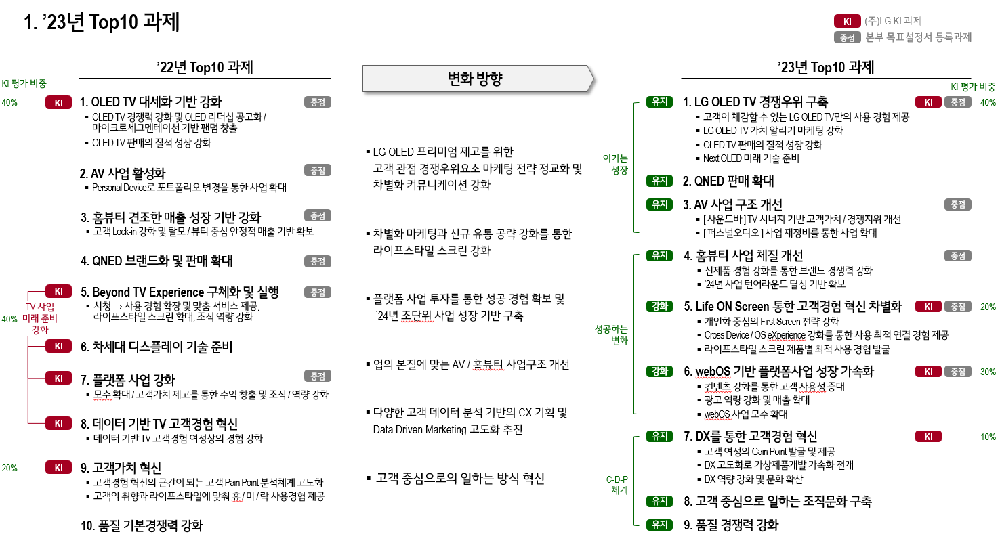 1. ’23년 Top10 과제
KI (주)LG KI 과제
중점 본부 목표설정서 등록과제
’22년 Top10 과제
KI 평가 비중
40% KI 1. OLED TV 대세화 기반 강화 중점
▪ OLED TV 경쟁력 강화 및 OLED 리더십 공고화 /
마이크로세그멘테이션 기반 팬덤 창출
▪ OLED TV 판매의 질적 성장 강화
2. AV 사업 활성화 중점
▪ Personal Device로 포트폴리오 변경을 통한 사업 확대
3. 홈뷰티 견조한 매출 성장 기반 강화 중점
▪ 고객 Lock-in 강화 및 탈모 / 뷰티 중심 안정적 매출 기반 확보
4. QNED 브랜드화 및 판매 확대 중점
KI 5. Beyond TV Experience 구체화 및 실행 중점
▪ 시청 → 사용 경험 확장 및 맞춤 서비스 제공,
라이프스타일 스크린 확대, 조직 역량 강화
40%
TV 사업
미래 준비
강화
KI 6. 차세대 디스플레이 기술 준비
KI 7. 플랫폼 사업 강화 중점
▪ 모수 확대 / 고객가치 제고를 통한 수익 창출 및 조직 / 역량 강화
KI 8. 데이터 기반 TV 고객경험 혁신
▪ 데이터 기반 TV 고객경험 여정상의 경험 강화
20% KI 9. 고객가치 혁신
▪ 고객경험 혁신의 근간이 되는 고객 Pain Point 분석체계 고도화
▪ 고객의 취향과 라이프스타일에 맞춰 휴 / 미 / 락 사용경험 제공
10. 품질 기본경쟁력 강화
변화 방향
▪ LG OLED 프리미엄 제고를 위한
고객 관점 경쟁우위요소 마케팅 전략 정교화 및
차별화 커뮤니케이션 강화
▪ 차별화 마케팅과 신규 유통 공략 강화를 통한
라이프스타일 스크린 강화
▪ 플랫폼 사업 투자를 통한 성공 경험 확보 및
’24년 조단위 사업 성장 기반 구축
▪ 업의 본질에 맞는 AV / 홈뷰티 사업구조 개선
▪ 다양한 고객 데이터 분석 기반의 CX 기획 및
Data Driven Marketing 고도화 추진
▪ 고객 중심으로의 일하는 방식 혁신
’23년 Top10 과제
KI 평가 비중
이기는
성장
유지 1. LG OLED TV 경쟁우위 구축 KI 중점 40%
▪ 고객이 체감할 수 있는 LG OLED TV만의 사용 경험 제공
▪ LG OLED TV 가치 알리기 마케팅 강화
▪ OLED TV 판매의 질적 성장 강화
▪ Next OLED 미래 기술 준비
유지 2. QNED 판매 확대
유지 3. AV 사업 구조 개선 중점
▪ [ 사운드바 ] TV 시너지 기반 고객가치 / 경쟁지위 개선
▪ [ 퍼스널오디오 ] 사업 재정비를 통한 사업 확대
성공하는
변화
유지 4. 홈뷰티 사업 체질 개선 중점
▪ 신제품 경험 강화를 통한 브랜드 경쟁력 강화
▪ ’24년 사업 턴어라운드 달성 기반 확보
강화 5. Life ON Screen 통한 고객경험 혁신 차별화 KI 중점 20%
▪ 개인화 중심의 First Screen 전략 강화
▪ Cross Device / OS eXperience 강화를 통한 사용 최적 연결 경험 제공
▪ 라이프스타일 스크린 제품별 최적 사용 경험 발굴
강화 6. webOS 기반 플랫폼사업 성장 가속화 KI 중점 30%
▪ 컨텐츠 강화를 통한 고객 사용성 증대
▪ 광고 역량 강화 및 매출 확대
▪ webOS 사업 모수 확대
C-D-P
체계
유지 7. DX를 통한 고객경험 혁신 KI 10%
▪ 고객 여정의 Gain Point 발굴 및 제공
▪ DX 고도화로 가상제품개발 가속화 전개
▪ DX 역량 강화 및 문화 확산
유지 8. 고객 중심으로 일하는 조직문화 구축
유지 9. 품질 경쟁력 강화